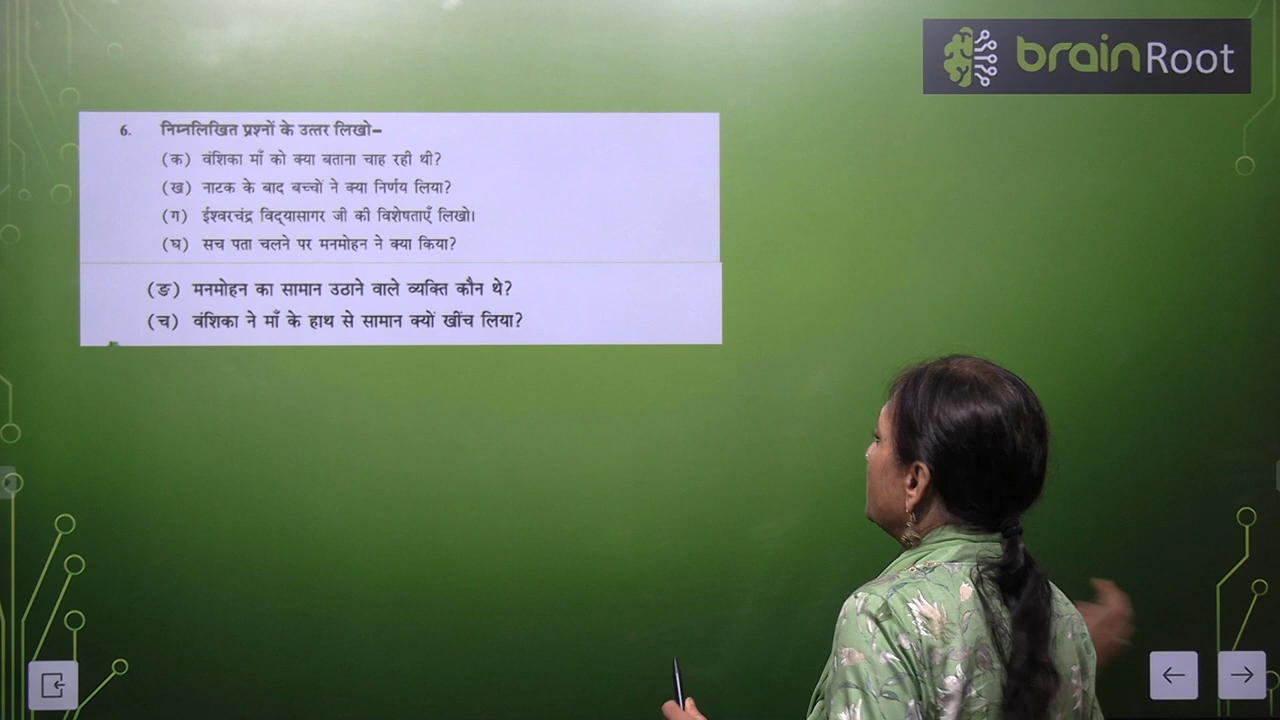 brainRoot
6. निम्नलिखित प्रश्नों के उत्तर लिखो–
(क) वंशिका माँ को क्या बताना चाह रही थी?
(ख) नाटक के बाद बच्चों ने क्या निर्णय लिया?
(ग) ईश्वरचंद्र विद्यासागर जी की विशेषताएँ लिखो।
(घ) सच पता चलने पर मनमोहन ने क्या किया?
(ङ) मनमोहन का सामान उठाने वाले व्यक्ति कौन थे?
(च) वंशिका ने माँ के हाथ से सामान क्यों खींच लिया?